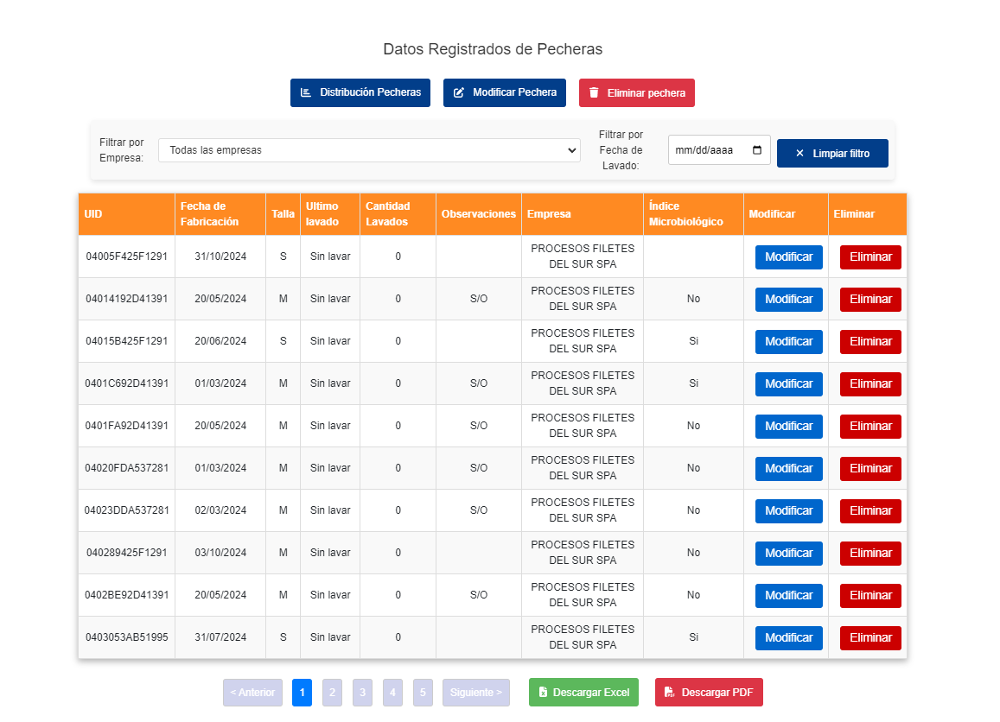 Datos Registrados de Pecheras
Distribución Pecheras Modificar Pechera Eliminar pechera
Filtrar por
Empresa:
Todas las empresas
Filtrar por
Fecha de
Lavado:
mm/dd/aaaa
Limpiar filtro
UID Fecha de Fabricación Talla Ultimo lavado Cantidad Lavados Observaciones Empresa Índice Microbiológico Modificar Eliminar
04005F425F1291 31/10/2024 S Sin lavar 0 PROCESOS FILETES DEL SUR SPA Modificar Eliminar
04014192D41391 20/05/2024 M Sin lavar 0 S/O PROCESOS FILETES DEL SUR SPA No Modificar Eliminar
04015B425F1291 20/06/2024 S Sin lavar 0 PROCESOS FILETES DEL SUR SPA Si Modificar Eliminar
0401C692D41391 01/03/2024 M Sin lavar 0 S/O PROCESOS FILETES DEL SUR SPA Si Modificar Eliminar
0401FA92D41391 20/05/2024 M Sin lavar 0 S/O PROCESOS FILETES DEL SUR SPA No Modificar Eliminar
04020FDA537281 01/03/2024 M Sin lavar 0 S/O PROCESOS FILETES DEL SUR SPA No Modificar Eliminar
04023DDA537281 02/03/2024 M Sin lavar 0 S/O PROCESOS FILETES DEL SUR SPA No Modificar Eliminar
040289425F1291 03/10/2024 M Sin lavar 0 PROCESOS FILETES DEL SUR SPA No Modificar Eliminar
0402BE92D41391 20/05/2024 M Sin lavar 0 S/O PROCESOS FILETES DEL SUR SPA No Modificar Eliminar
0403053AB51995 31/07/2024 S Sin lavar 0 PROCESOS FILETES DEL SUR SPA Si Modificar Eliminar
< Anterior 1 2 3 4 5 Siguiente > Descargar Excel Descargar PDF